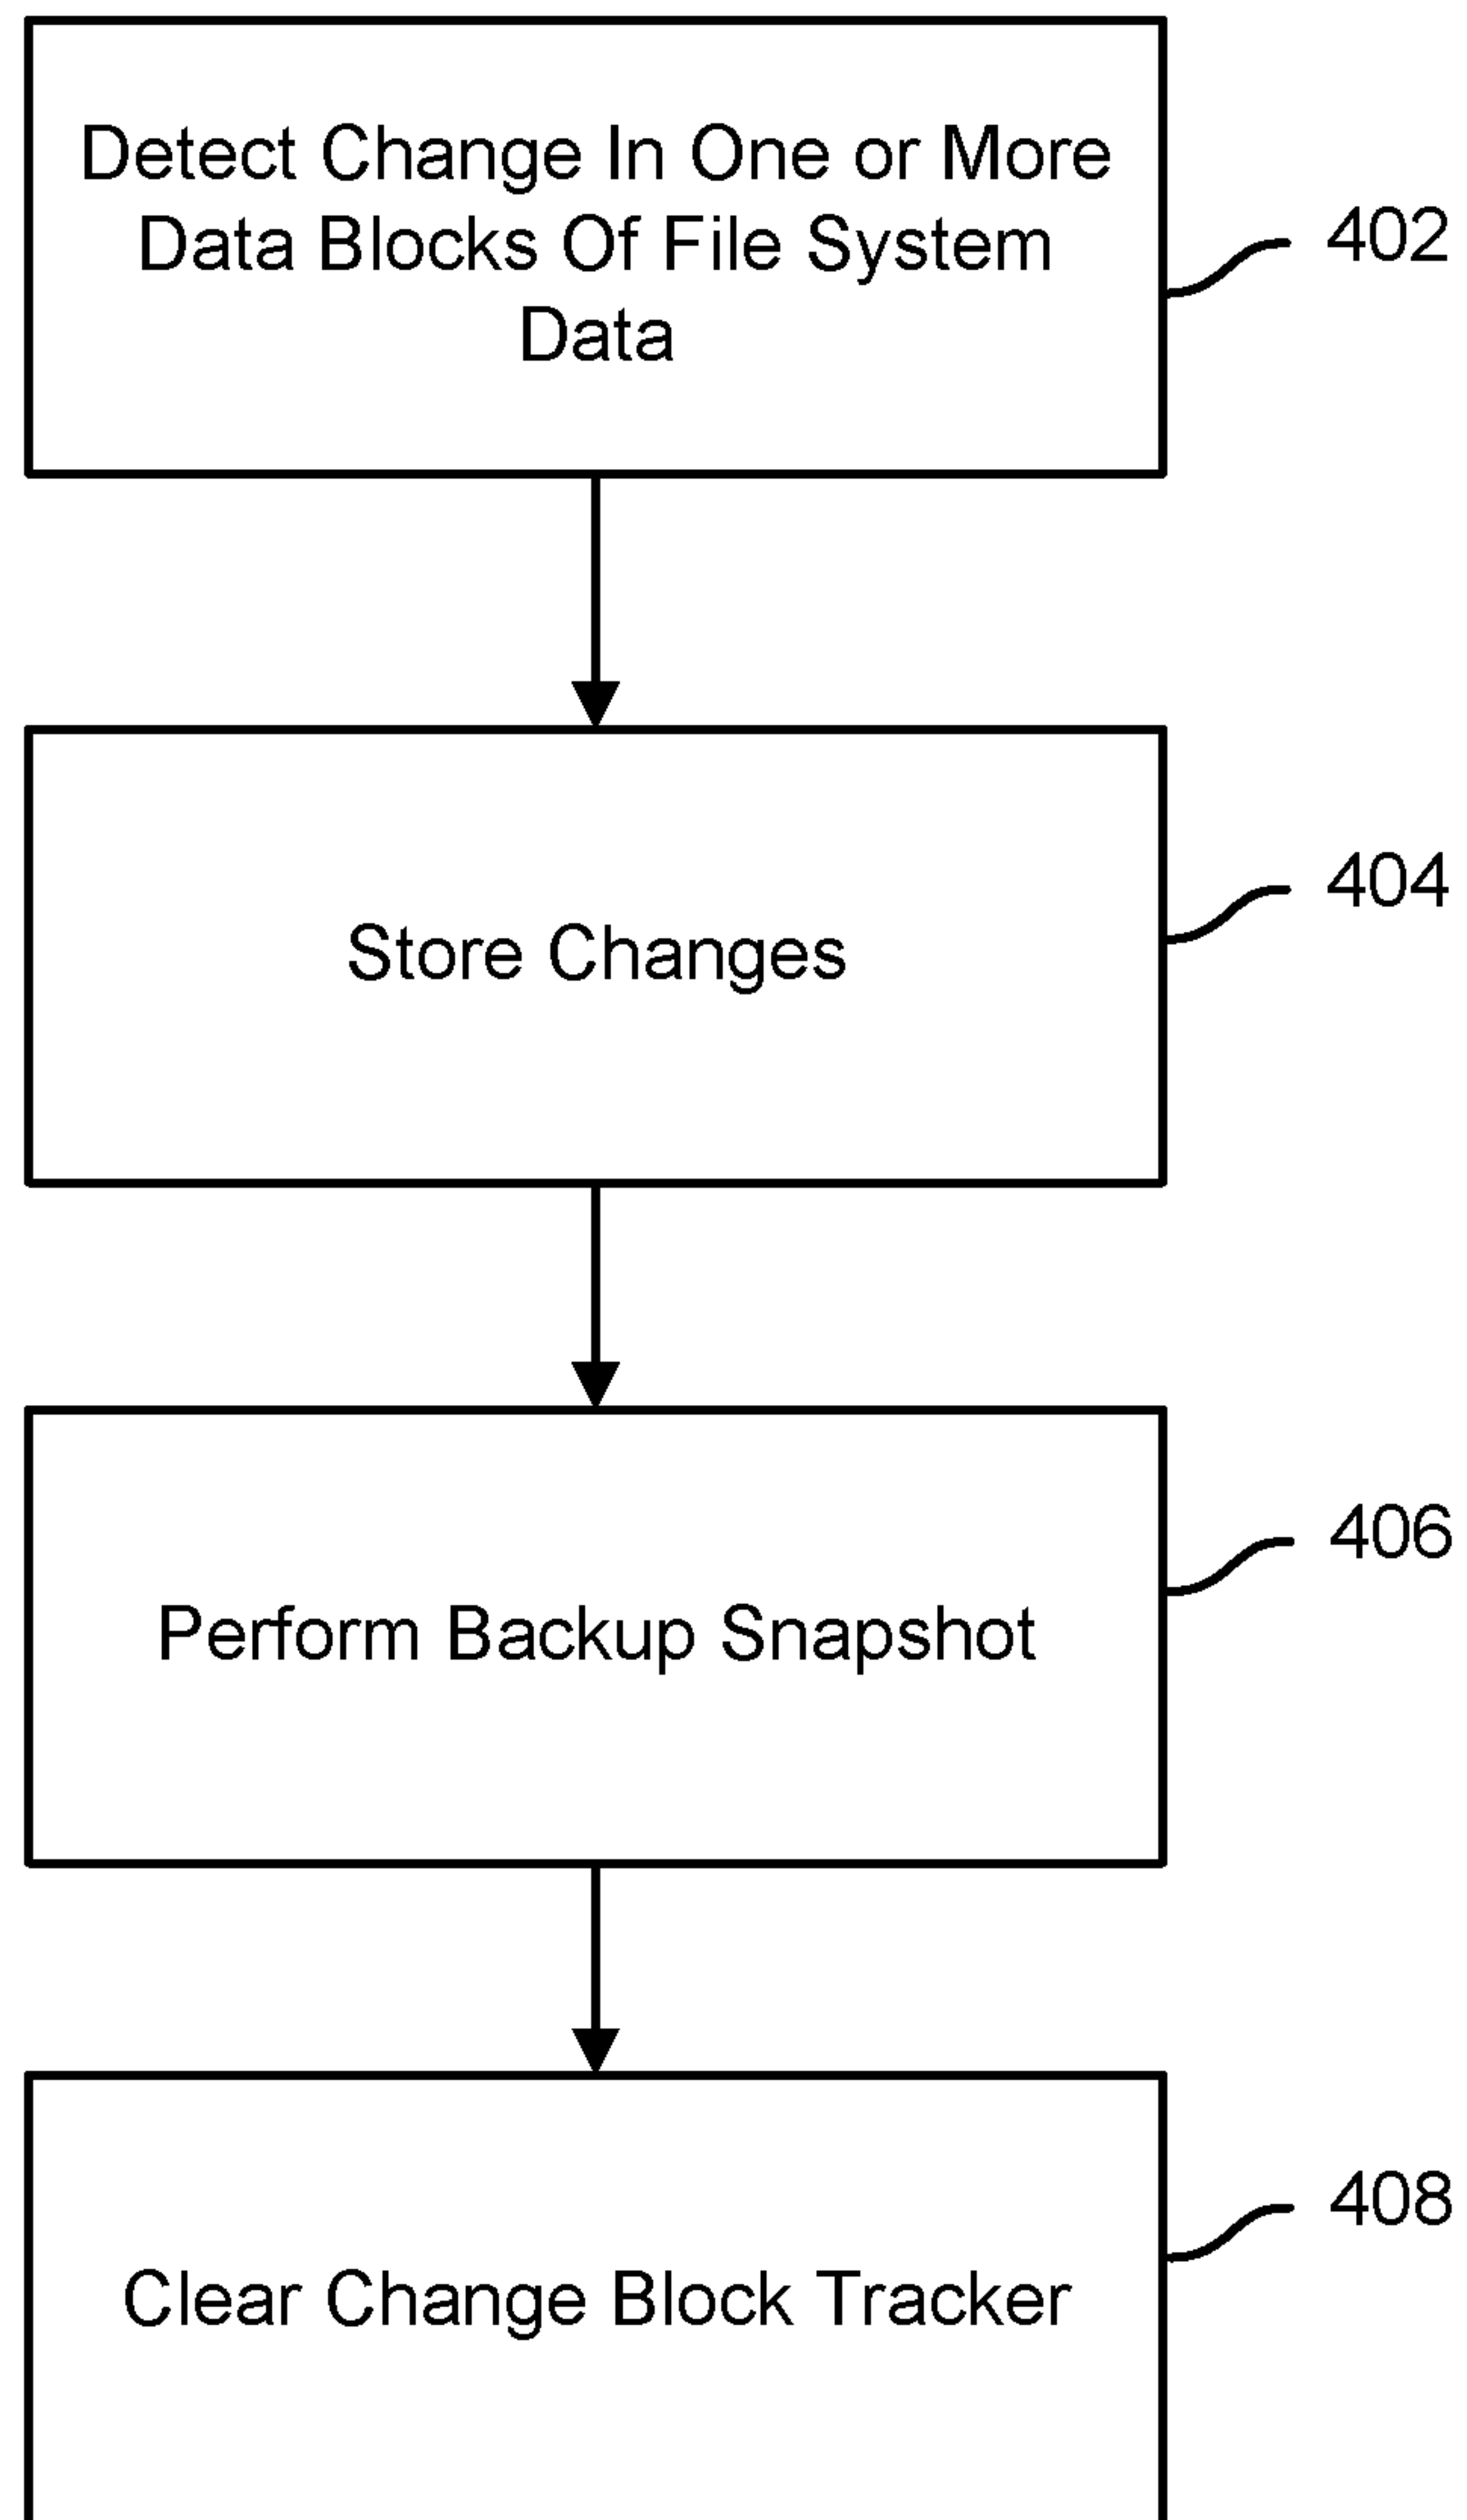 Detect Change In One or More
Data Blocks Of File System
Data
402
Store Changes
404
Perform Backup Snapshot
406
Clear Change Block Tracker
408